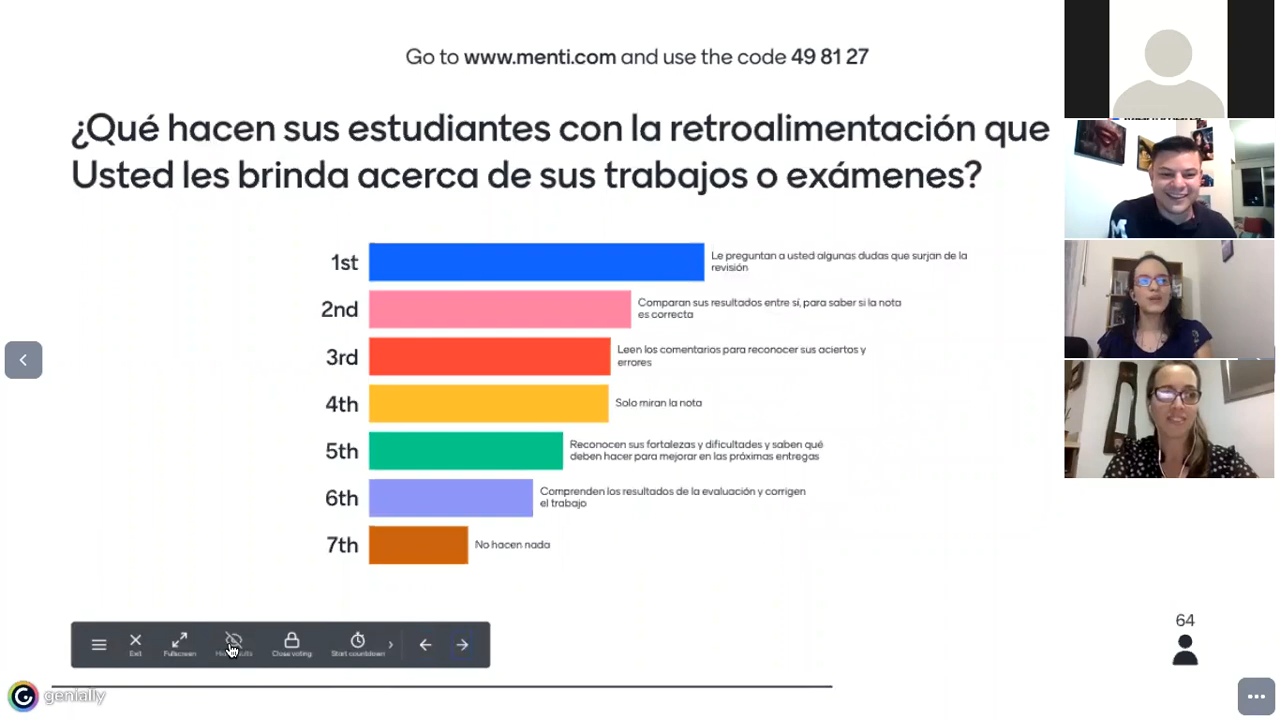 Go to www.menti.com and use the code 49 81 27
¿Qué hacen sus estudiantes con la retroalimentación que
Usted les brinda acerca de sus trabajos o exámenes?
1st
Le preguntan a usted algunas dudas que surjan de la
revisión
2nd
Comparan sus resultados entre sí, para saber si la nota
es correcta
3rd
Leen los comentarios para reconocer sus aciertos y
errores
4th
Solo miran la nota
5th
Reconocen sus fortalezas y dificultades y saben qué
deben hacer para mejorar en las próximas entregas
6th
Comprenden los resultados de la evaluación y corrigen
el trabajo
7th
No hacen nada
64
Exit
Fullscreen
Close voting
Start countdown
genially